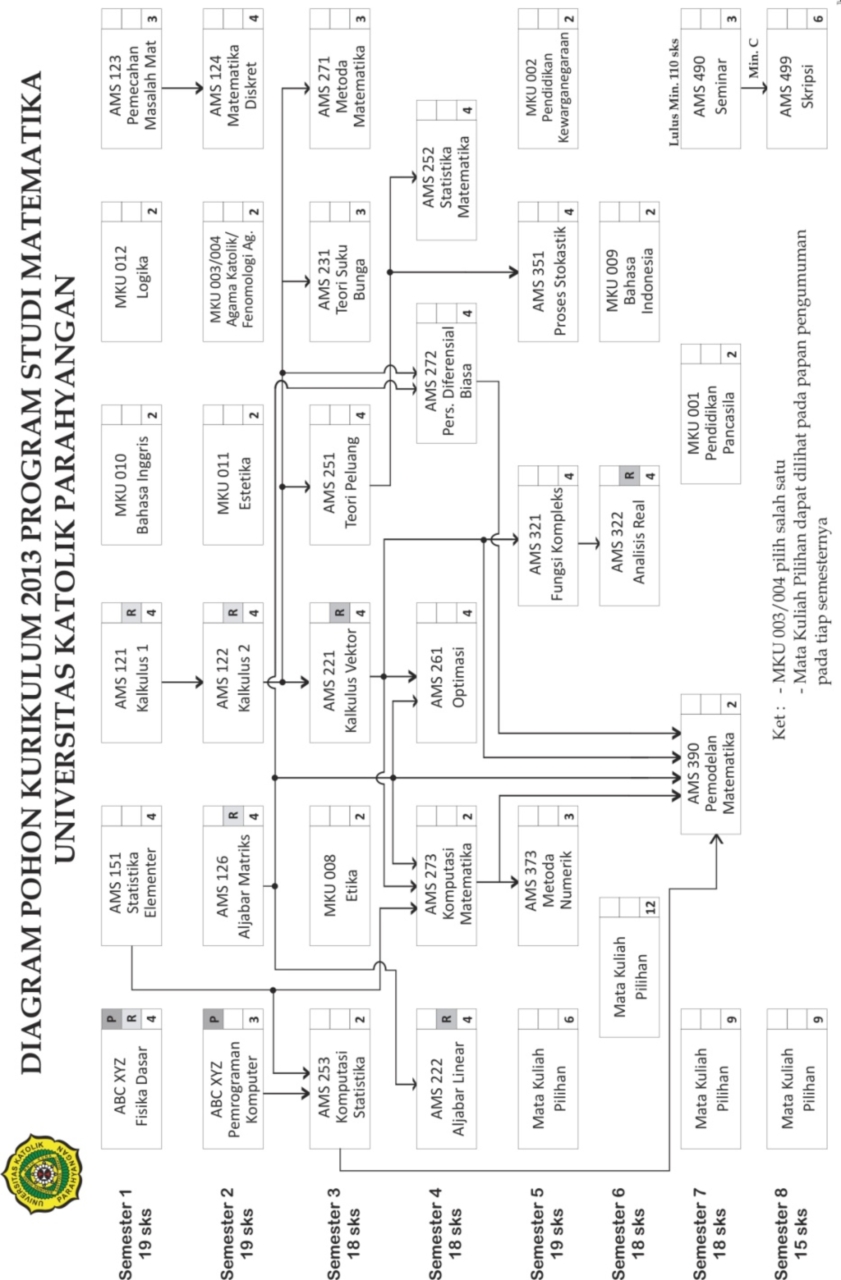 UNIVERSITAS KATOLIK PARAHYANGAN
DIAGRAM POHON KURIKULUM 2013 PROGRAM STUDI MATEMATIKA
UNIVERSITAS KATOLIK PARAHYANGAN
Semester 1
19 sks
ABC XYZ
Fisika Dasar
P
R
4
AMS 151
Statistika
Elementer
4
AMS 121
Kalkulus 1
R
4
MKU 010
Bahasa Inggris
2
MKU 012
Logika
2
AMS 123
Pemecahan
Masalah Mat
3
Semester 2
19 sks
ABC XYZ
Pemrograman
Komputer
P
3
AMS 126
Aljabar Matriks
R
4
AMS 122
Kalkulus 2
R
4
MKU 011
Estetika
2
MKU 003/004
Agama Katolik/
Fenomologi Ag.
2
AMS 124
Matematika
Diskret
4
Semester 3
18 sks
AMS 253
Komputasi
Statistika
2
MKU 008
Etika
2
AMS 221
Kalkulus Vektor
R
4
AMS 251
Teori Peluang
4
AMS 231
Teori Suku
Bunga
3
AMS 271
Metoda
Matematika
3
Semester 4
18 sks
AMS 222
Aljabar Linear
R
4
AMS 273
Komputasi
Matematika
2
AMS 261
Optimasi
4
AMS 272
Pers. Diferensial
Biasa
4
AMS 252
Statistika
Matematika
4
Semester 5
19 sks
Mata Kuliah
Pilihan
6
AMS 373
Metoda
Numerik
3
AMS 321
Fungsi Kompleks
4
AMS 351
Proses Stokastik
4
MKU 002
Pendidikan
Kewarganegaraan
2
Semester 6
18 sks
Mata Kuliah
Pilihan
12
AMS 322
Analisis Real
R
4
MKU 009
Bahasa
Indonesia
2
Semester 7
18 sks
Mata Kuliah
Pilihan
9
AMS 390
Pemodelan
Matematika
2
MKU 001
Pendidikan
Pancasila
2
Lulus Min. 110 sks
AMS 490
Seminar
3
Min. C
Semester 8
15 sks
Mata Kuliah
Pilihan
9
AMS 499
Skripsi
6
Ket : - MKU 003/004 pilih salah satu
- Mata Kuliah Pilihan dapat dilihat pada papan pengumuman
pada tiap semesternya